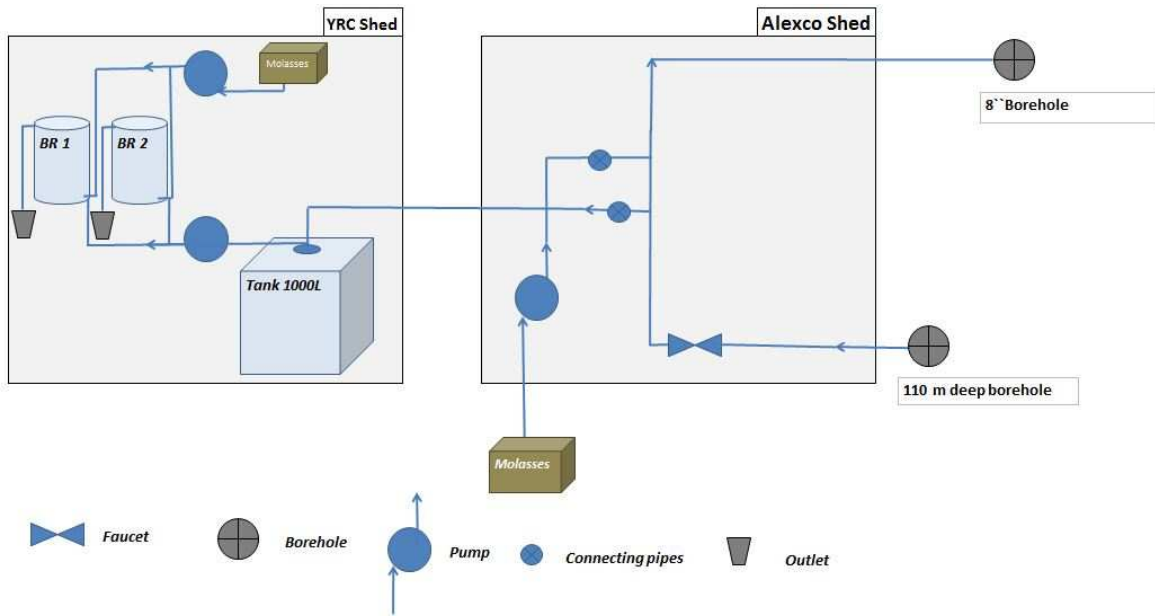 YRC Shed
Alexco Shed
Molasses
8``Borehole
BR 1
BR 2
Tank 1000L
110 m deep borehole
Molasses
Faucet
Borehole
Pump
Connecting pipes
Outlet